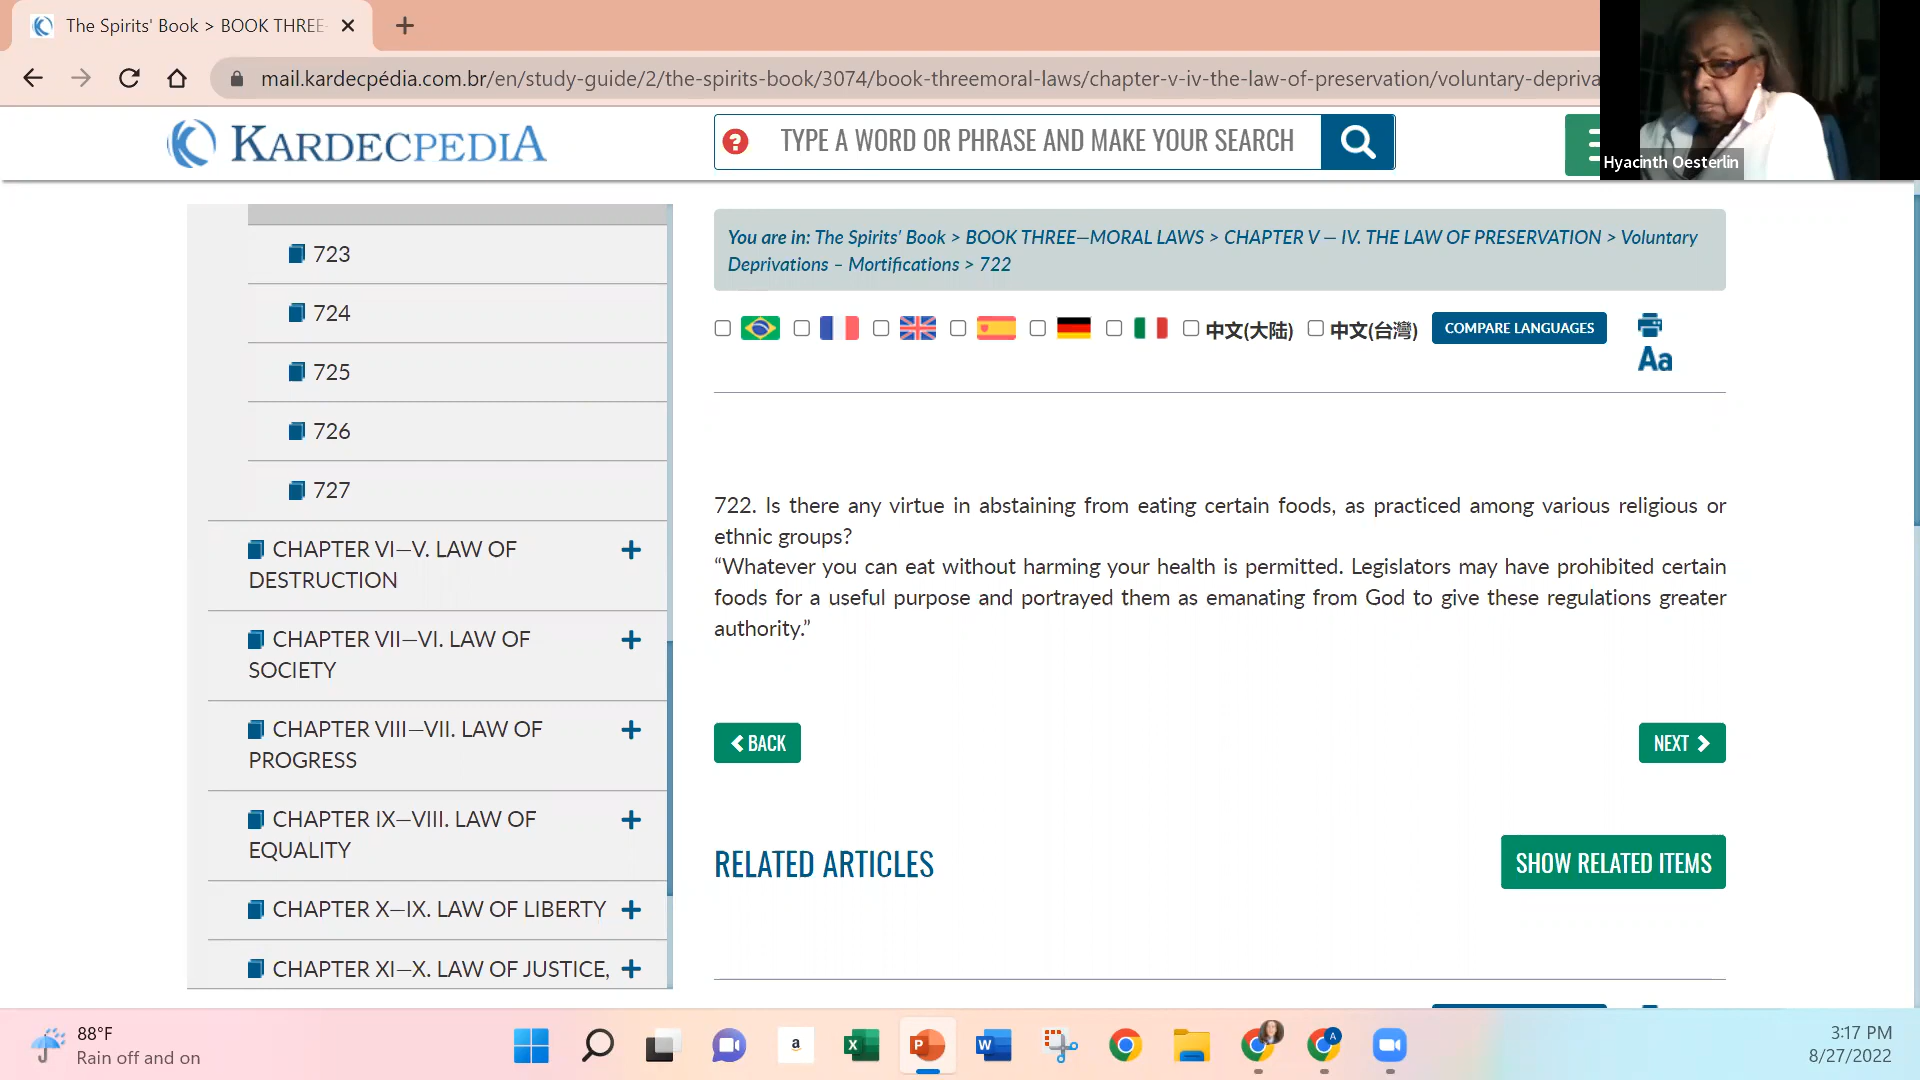 The Spirits' Book > BOOK THREE-
mail.kardecpédia.com.br/en/study-guide/2/the-spirits-book/3074/book-threemoral-laws/chapter-v-iv-the-law-of-preservation/voluntary-depriva
Hyacinth Oesterlin
KARDECPEDIA
TYPE A WORD OR PHRASE AND MAKE YOUR SEARCH
723
724
725
726
727
CHAPTER VI—V. LAW OF
DESTRUCTION
CHAPTER VII—VI. LAW OF
SOCIETY
CHAPTER VIII—VII. LAW OF
PROGRESS
CHAPTER IX—VIII. LAW OF
EQUALITY
CHAPTER X—IX. LAW OF LIBERTY
CHAPTER XI—X. LAW OF JUSTICE,
You are in: The Spirits' Book > BOOK THREE—MORAL LAWS > CHAPTER V — IV. THE LAW OF PRESERVATION > Voluntary
Deprivations – Mortifications > 722
中文(大陆) 中文(台灣) COMPARE LANGUAGES
Aa
722. Is there any virtue in abstaining from eating certain foods, as practiced among various religious or
ethnic groups?
“Whatever you can eat without harming your health is permitted. Legislators may have prohibited certain
foods for a useful purpose and portrayed them as emanating from God to give these regulations greater
authority.”
BACK
NEXT
RELATED ARTICLES
SHOW RELATED ITEMS
88°F
Rain off and on
3:17 PM
8/27/2022